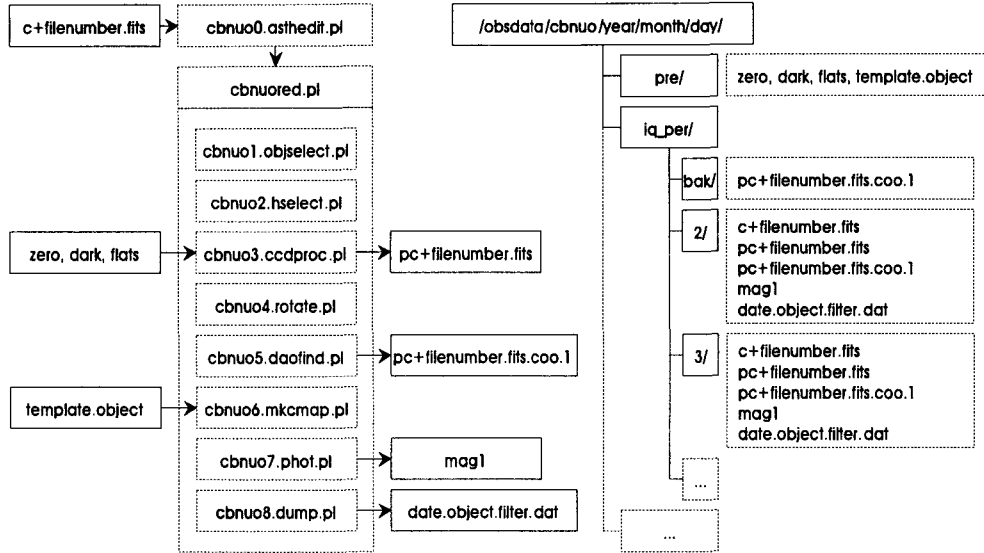 c+filenumber.fits
cbnuo0.asthedit.pl
cbnuored.pl
cbnuo1.objselect.pl
cbnuo2.hselect.pl
zero, dark, flats
cbnuo3.ccdproc.pl
pc+filenumber.fits
cbnuo4.rotate.pl
cbnuo5.daofind.pl
pc+filenumber.fits.coo.1
template.object
cbnuo6.mkcmap.pl
cbnuo7.phot.pl
mag1
cbnuo8.dump.pl
date.object.filter.dat
/obsdata/cbnuo/year/month/day/
pre/
zero, dark, flats, template.object
iq_per/
bak/
pc+filenumber.fits.coo.1
2/
c+filenumber.fits
pc+filenumber.fits
pc+filenumber.fits.coo.1
mag1
date.object.filter.dat
3/
c+filenumber.fits
pc+filenumber.fits
pc+filenumber.fits.coo.1
mag1
date.object.filter.dat
...
...